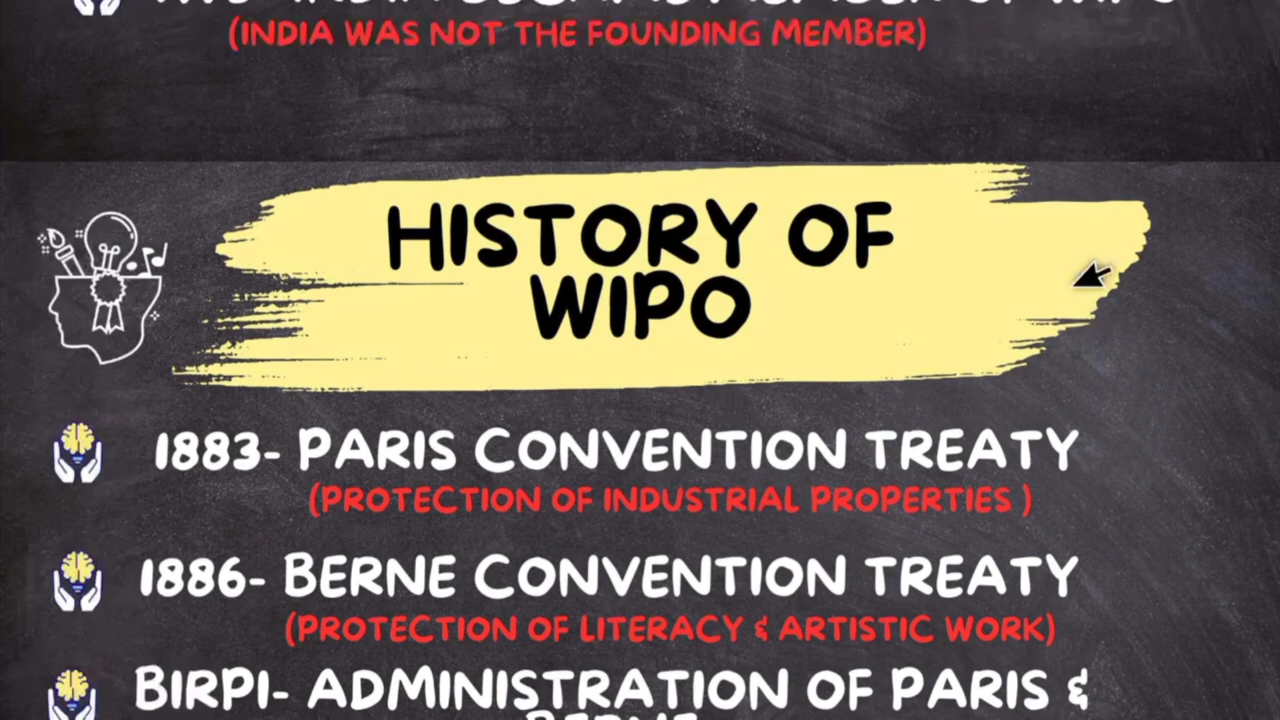 (INDIA WAS NOT THE FOUNDING MEMBER)
HISTORY OF
WIPO
1883- PARIS CONVENTION TREATY
(PROTECTION OF INDUSTRIAL PROPERTIES )
1886- BERNE CONVENTION TREATY
(PROTECTION OF LITERACY & ARTISTIC WORK)
BIRPI- ADMINISTRATION OF PARIS &
BERNE